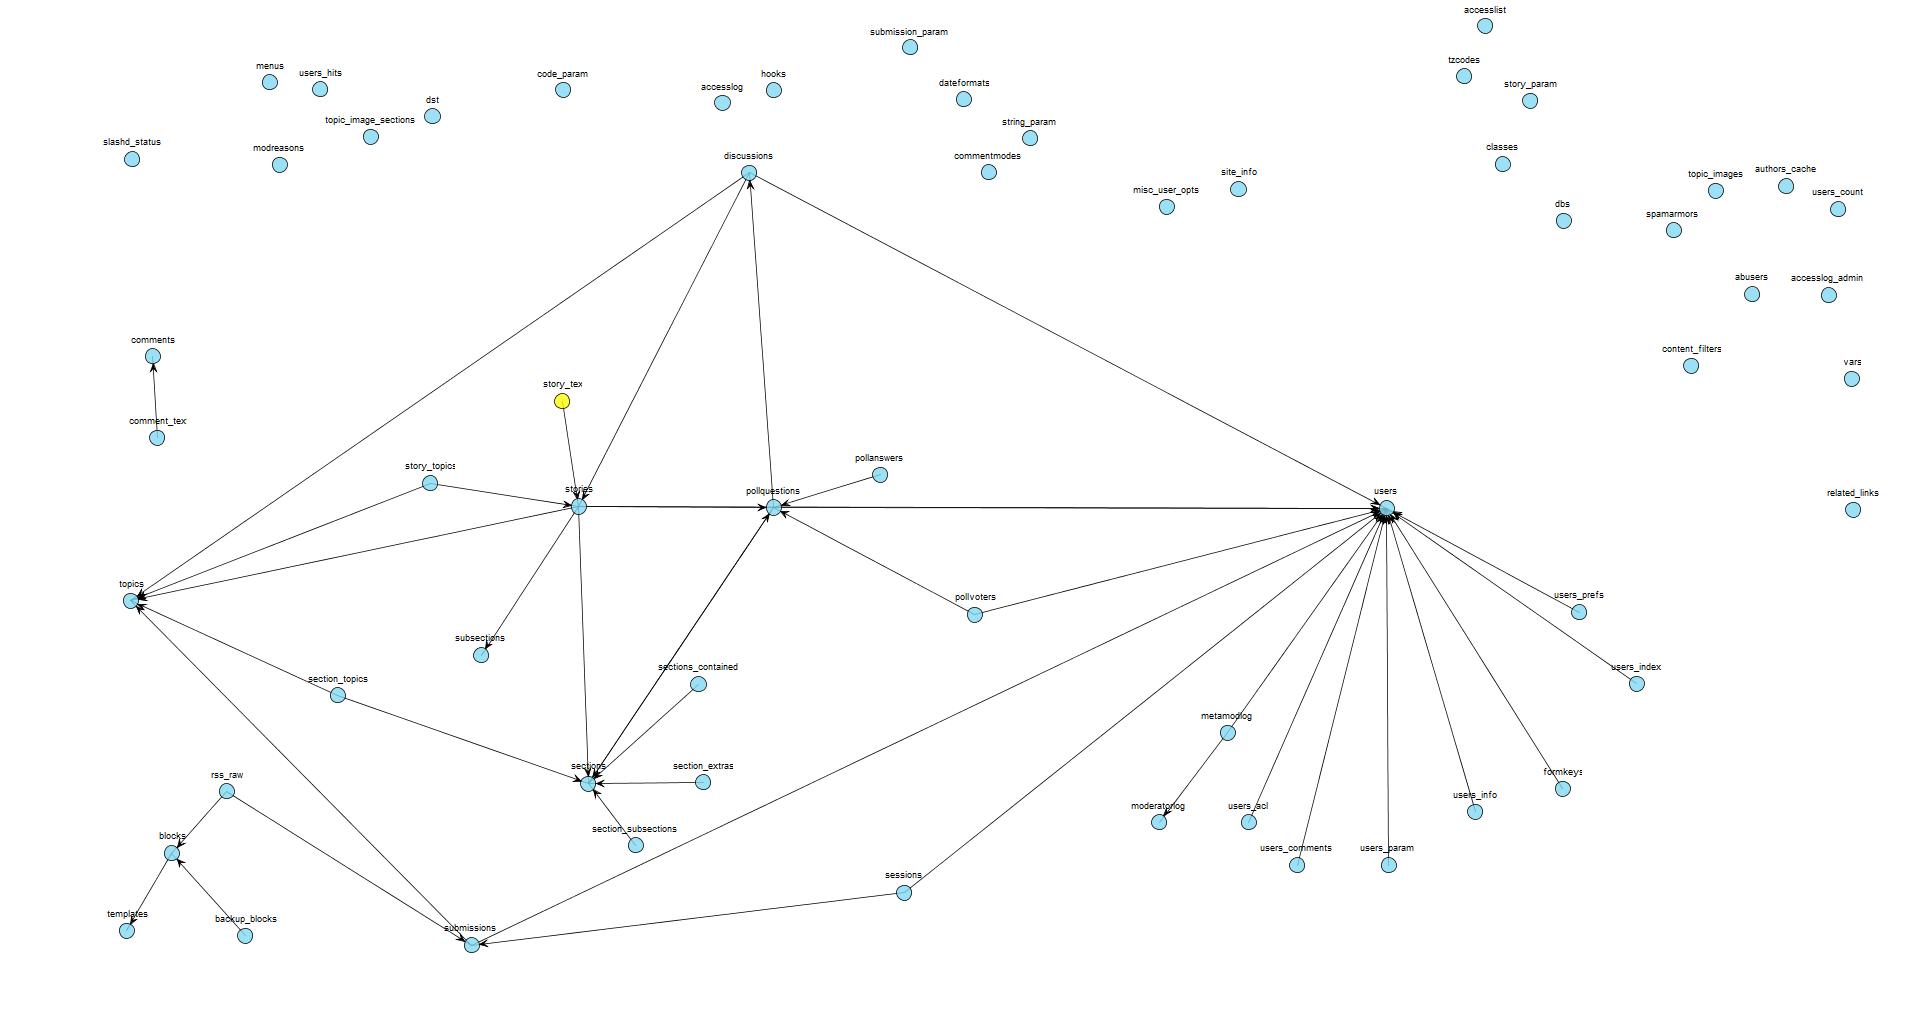 accesslist
submission_param
tzcodes
menus
users_hits
code_param
hooks
accesslog
dateformats
story_param
dst
topic_image_sections
string_param
slashd_status
modreasons
discussions
commentmodes
classes
misc_user_opts
site_info
topic_images
authors_cache
users_count
dbs
spamarmors
abusers
accesslog_admin
comments
content_filters
vars
story_tex
comment_tex
story_topics
pollanswers
stories
pollquestions
users
related_links
topics
pollvoters
users_prefs
subsections
sections_contained
users_index
section_topics
metamodlog
sections
section_extras
rss_raw
formkeys
users_info
moderatorlog
users_acl
section_subsections
blocks
users_comments
users_param
sessions
templates
backup_blocks
submissions